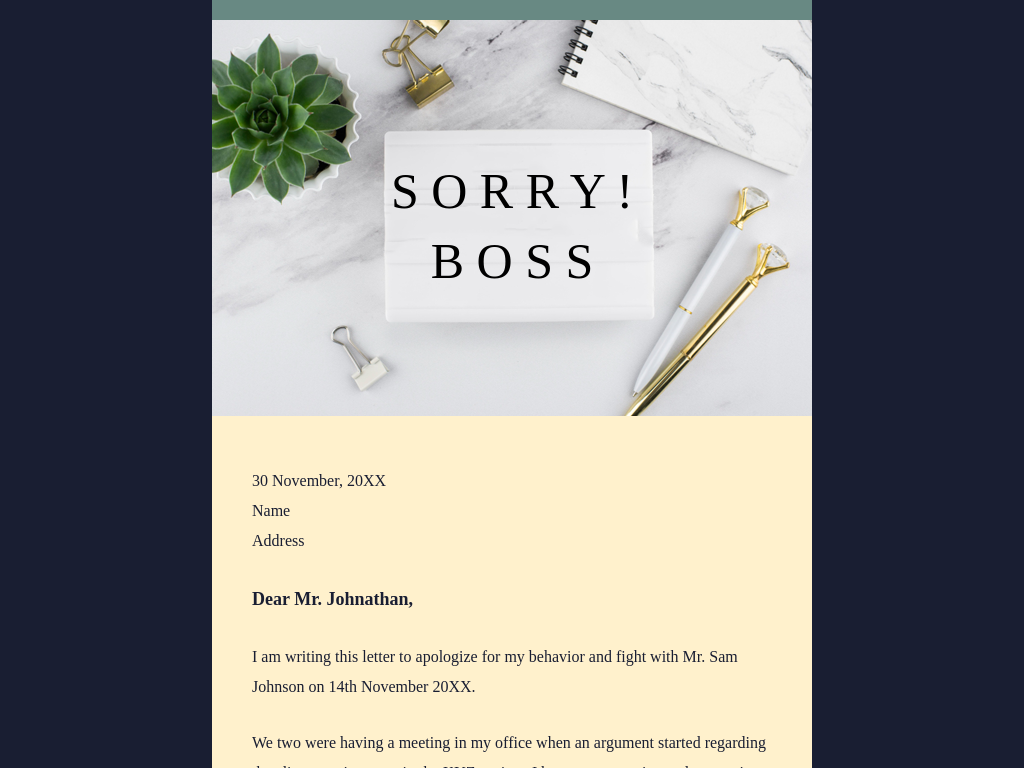 SORRY!
BOSS
30 November, 20XX
Name
Address
Dear Mr. Johnathan,
I am writing this letter to apologize for my behavior and fight with Mr. Sam
Johnson on 14th November 20XX.
We two were having a meeting in my office when an argument started regarding